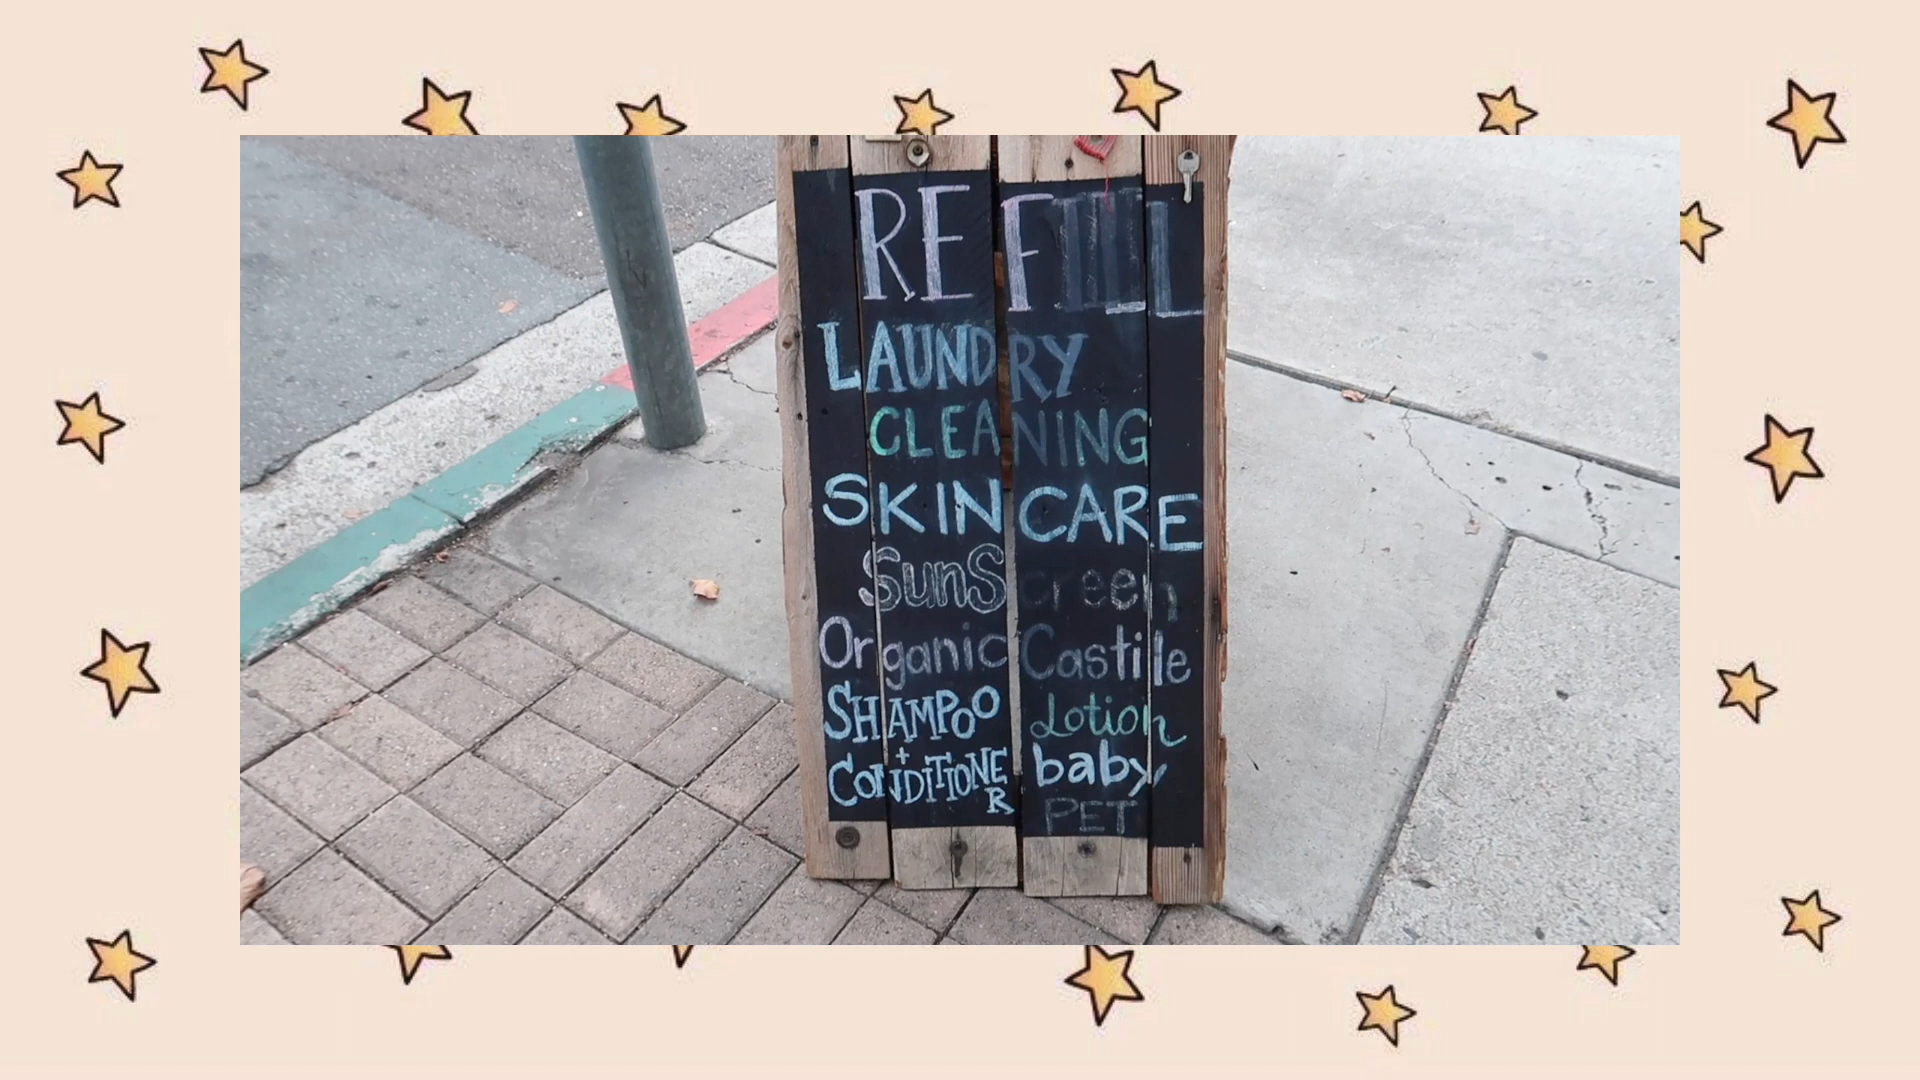 REFILL
LAUNDRY
CLEANING
SKIN CARE
SunScreen
Organic Castile
SHAMPOO Lotion
+
CONDITIONER baby
PET